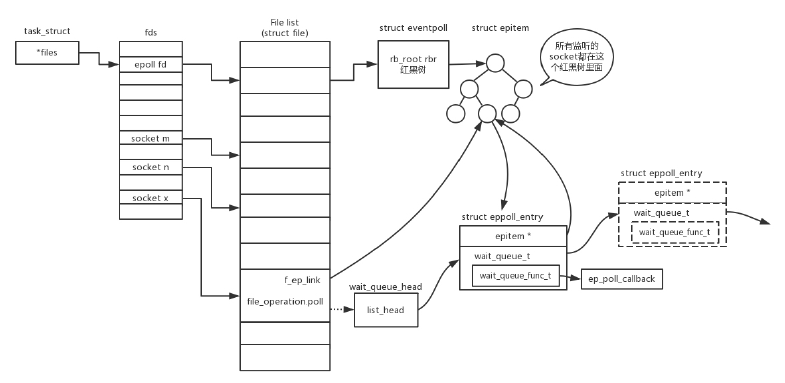 task_struct
*files
fds
epoll fd
socket m
socket n
socket x
File list
(struct file)
f_ep_link
file_operation.poll
struct eventpoll
rb_root rbr
红黑树
struct epitem
所有监听的
socket都在这
个红黑树里面
wait_queue_head
list_head
struct eppoll_entry
epitem *
wait_queue_t
wait_queue_func_t
ep_poll_callback
struct eppoll_entry
epitem *
wait_queue_t
wait_queue_func_t